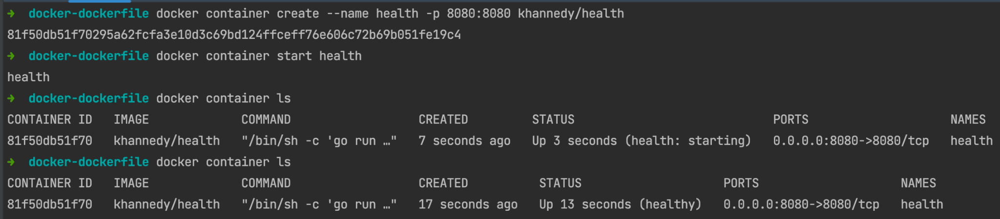 ➜ docker-dockerfile docker container create --name health -p 8080:8080 khannedy/health
81f50db51f70295a62fcfa3e10d3c69bd124ffceff76e606c72b69b051fe19c4
➜ docker-dockerfile docker container start health
health
➜ docker-dockerfile docker container ls
CONTAINER ID IMAGE COMMAND CREATED STATUS PORTS NAMES
81f50db51f70 khannedy/health "/bin/sh -c 'go run …" 7 seconds ago Up 3 seconds (health: starting) 0.0.0.0:8080->8080/tcp health
➜ docker-dockerfile docker container ls
CONTAINER ID IMAGE COMMAND CREATED STATUS PORTS NAMES
81f50db51f70 khannedy/health "/bin/sh -c 'go run …" 17 seconds ago Up 13 seconds (healthy) 0.0.0.0:8080->8080/tcp health